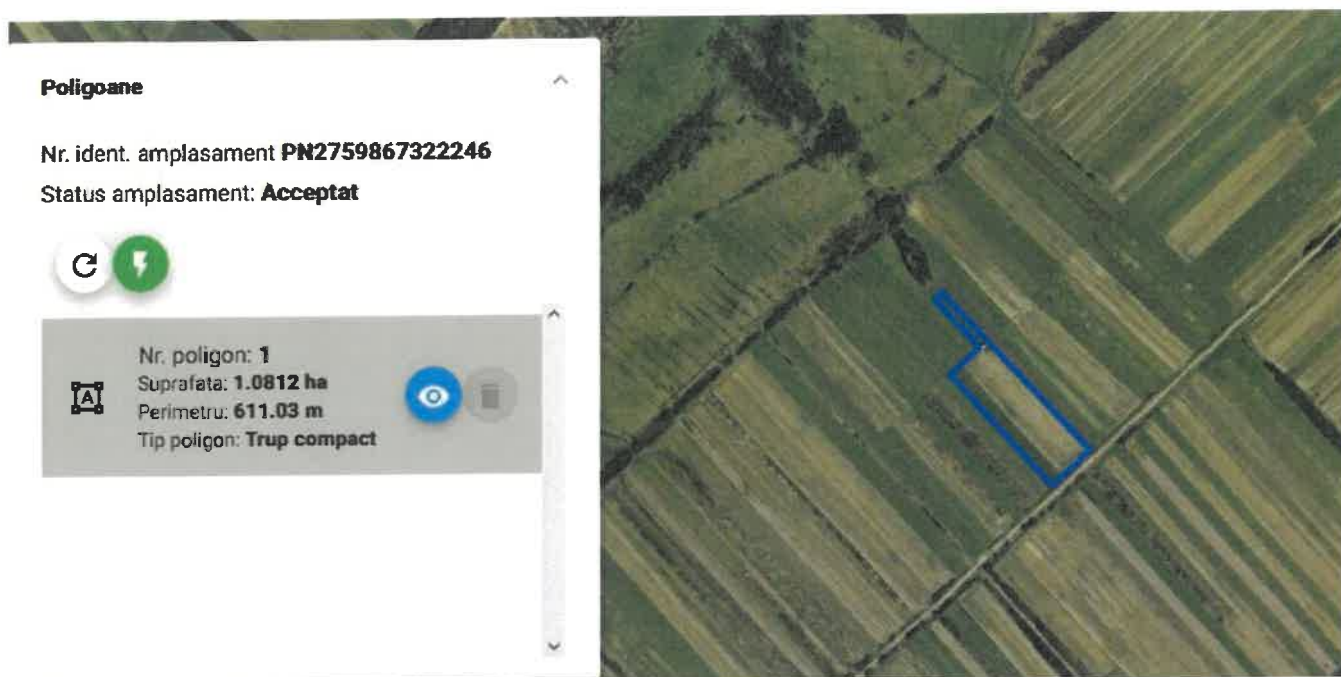 Poligoane
Nr. ident. amplasament PN2759867322246
Status amplasament: Acceptat
Nr. poligon: 1
Suprafata: 1.0812 ha
Perimetru: 611.03 m
Tip poligon: Trup compact
A